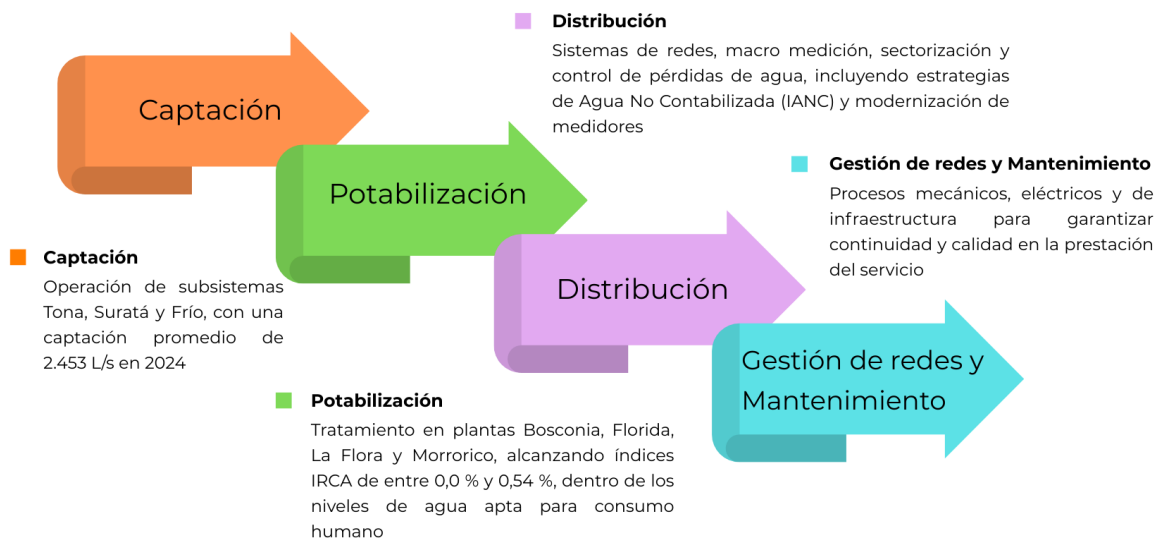 Captación
Potabilización
Distribución
Gestión de redes y
Mantenimiento
Captación
Operación de subsistemas
Tona, Suratá y Frío, con una
captación promedio de
2.453 L/s en 2024
Potabilización
Tratamiento en plantas Bosconia, Florida,
La Flora y Morrorico, alcanzando índices
IRCA de entre 0,0 % y 0,54 %, dentro de los
niveles de agua apta para consumo
humano
Distribución
Sistemas de redes, macro medición, sectorización y
control de pérdidas de agua, incluyendo estrategias
de Agua No Contabilizada (IANC) y modernización de
medidores
Gestión de redes y Mantenimiento
Procesos mecánicos, eléctricos y de
infraestructura para garantizar
continuidad y calidad en la prestación
del servicio